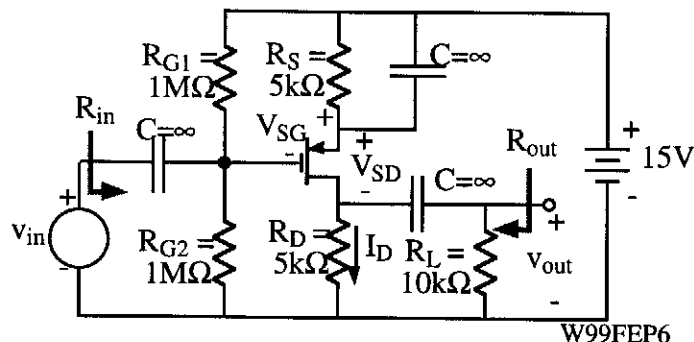 R_G1 =
1MΩ
R_S =
5kΩ
C=∞
R_in
C=∞
V_SG
+
-
+
V_SD
-
C=∞
R_out
+
15V
-
+
v_in
-
R_G2 =
1MΩ
R_D =
5kΩ
I_D
R_L =
10kΩ
+
v_out
-
W99FEP6